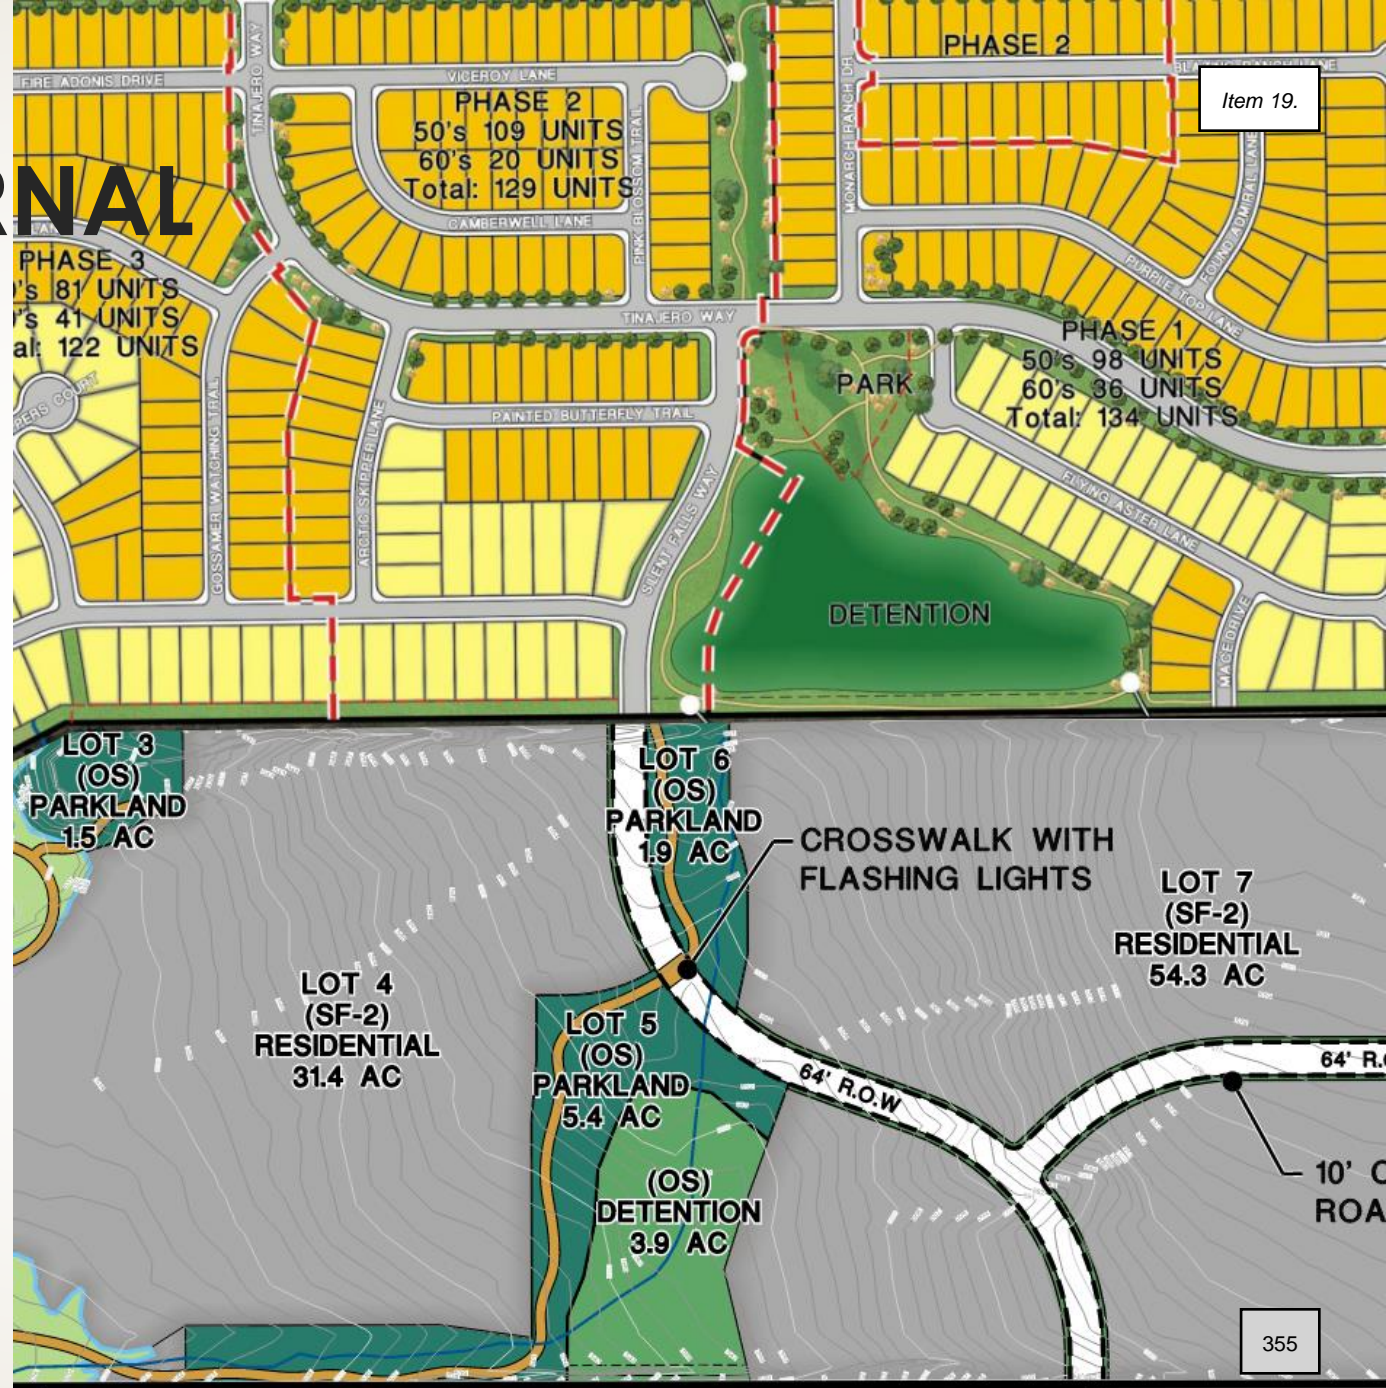 PHASE 2
FIRE ADONIS DRIVE
TINAJERO WAY
VICEROY LANE
MONARCH RANCH DR
Item 19.
PHASE 2
50's 109 UNITS
60's 20 UNITS
Total: 129 UNITS
PINK BLOSSOM TRAIL
CAMBERWELL LANE
FOUND ADMIRAL LANE
PURPLE TOP LANE
RNAL
PHASE 3
's 81 UNITS
's 41 UNITS
al: 122 UNITS
TINAJERO WAY
PHASE 1
50's 98 UNITS
60's 36 UNITS
Total: 134 UNITS
PARK
PERS COURT
GOSSAMER WATCHING TRAIL
ARCTIC SKIPPER LANE
PAINTED BUTTERFLY TRAIL
SILENT FALLS WAY
FLYING ASTER LANE
MACE DRIVE
DETENTION
LOT 3
(OS)
PARKLAND
1.5 AC
LOT 6
(OS)
PARKLAND
1.9 AC
CROSSWALK WITH
FLASHING LIGHTS
LOT 7
(SF-2)
RESIDENTIAL
54.3 AC
LOT 4
(SF-2)
RESIDENTIAL
31.4 AC
LOT 5
(OS)
PARKLAND
5.4 AC
64' R.O.W
64' R.O
(OS)
DETENTION
3.9 AC
10' C
ROA
355